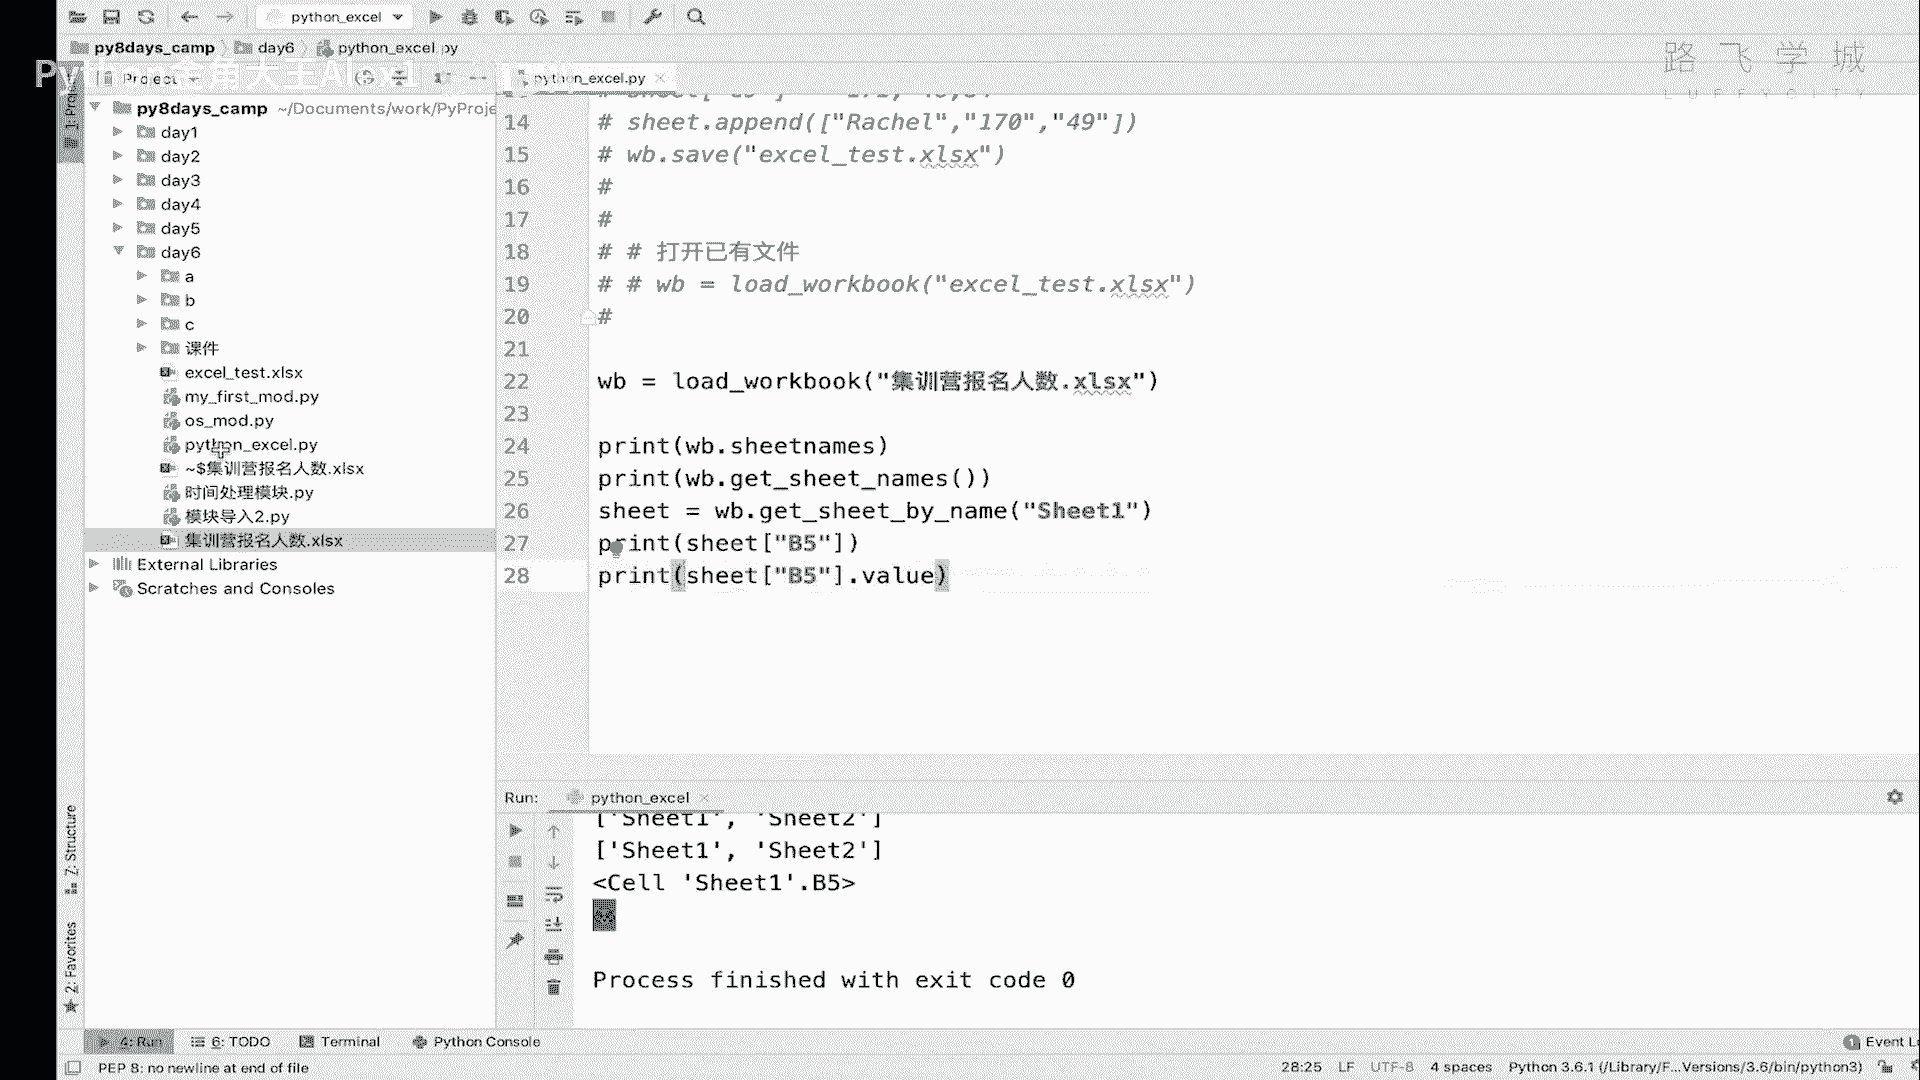 python_excel
py8days_camp
day6
python_excel.py
Python金角大王Alex1
路飞学城
LUFFYCITY
Project
python_excel.py
1: Proje
py8days_camp ~/Documents/work/PyProje
day1
day2
day3
day4
day5
day6
a
b
c
课件
excel_test.xlsx
my_first_mod.py
os_mod.py
python_excel.py
~$集训营报名人数.xlsx
时间处理模块.py
模块导入2.py
集训营报名人数.xlsx
External Libraries
Scratches and Consoles
14 # sheet.append(["Rachel","170","49"])
15 # wb.save("excel_test.xlsx")
16 #
17 #
18 # # 打开已有文件
19 # # wb = load_workbook("excel_test.xlsx")
20 #
21
22 wb = load_workbook("集训营报名人数.xlsx")
23
24 print(wb.sheetnames)
25 print(wb.get_sheet_names())
26 sheet = wb.get_sheet_by_name("Sheet1")
27 print(sheet["B5"])
28 print(sheet["B5"].value)
Run: python_excel
['Sheet1', 'Sheet2']
['Sheet1', 'Sheet2']
<Cell 'Sheet1'.B5>
Process finished with exit code 0
Z: Structure
2: Favorites
4: Run
6: TODO
Terminal
Python Console
1 Event L
PEP 8: no newline at end of file
28:25 LF UTF-8 4 spaces Python 3.6.1 (/Library/F...Versions/3.6/bin/python3)